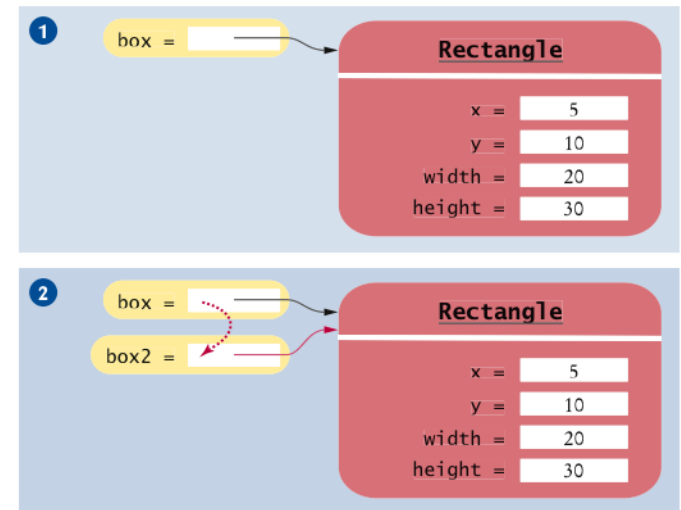 1
box =
Rectangle
x = 5
y = 10
width = 20
height = 30
2
box =
Rectangle
box2 =
x = 5
y = 10
width = 20
height = 30